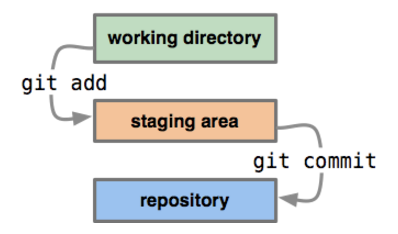 working directory
git add
staging area
git commit
repository